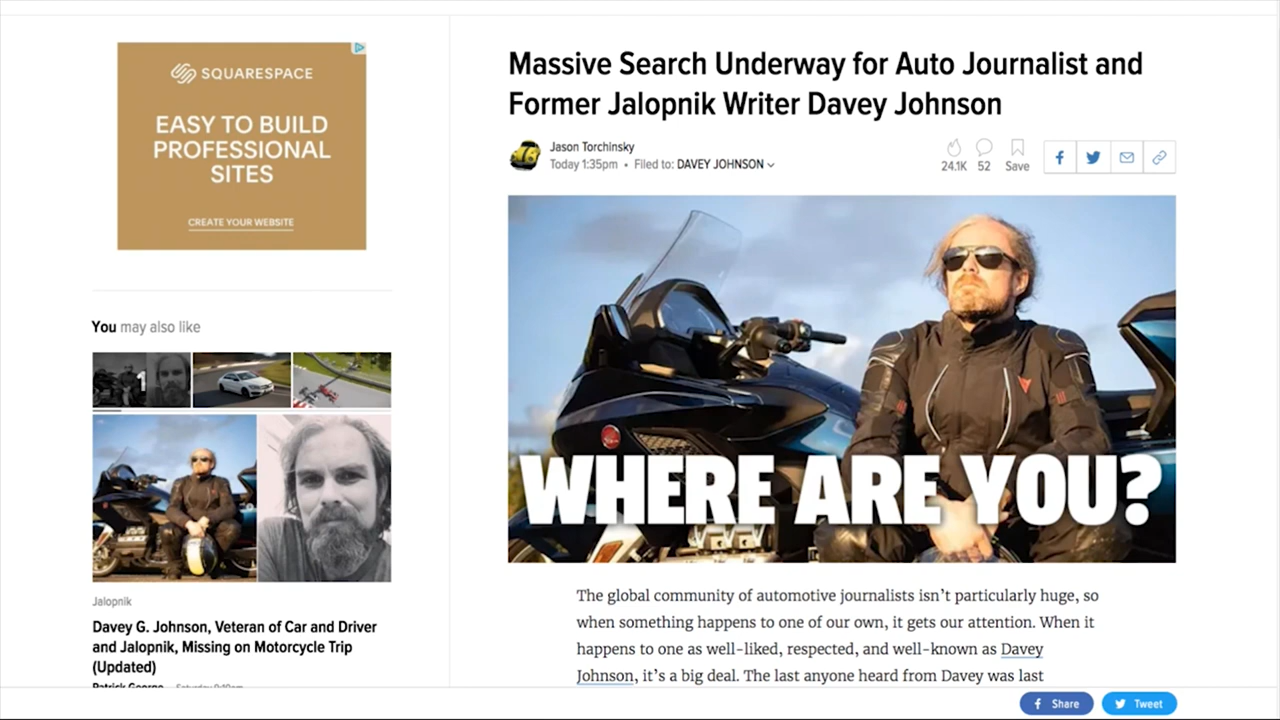 SQUARESPACE
EASY TO BUILD
PROFESSIONAL
SITES
CREATE YOUR WEBSITE
You may also like
Jalopnik
Davey G. Johnson, Veteran of Car and Driver
and Jalopnik, Missing on Motorcycle Trip
(Updated)
Patrick George
Massive Search Underway for Auto Journalist and
Former Jalopnik Writer Davey Johnson
Jason Torchinsky
Today 1:35pm • Filed to: DAVEY JOHNSON
24.1K 52 Save
WHERE ARE YOU?
The global community of automotive journalists isn't particularly huge, so
when something happens to one of our own, it gets our attention. When it
happens to one as well-liked, respected, and well-known as Davey
Johnson, it's a big deal. The last anyone heard from Davey was last
Share Tweet